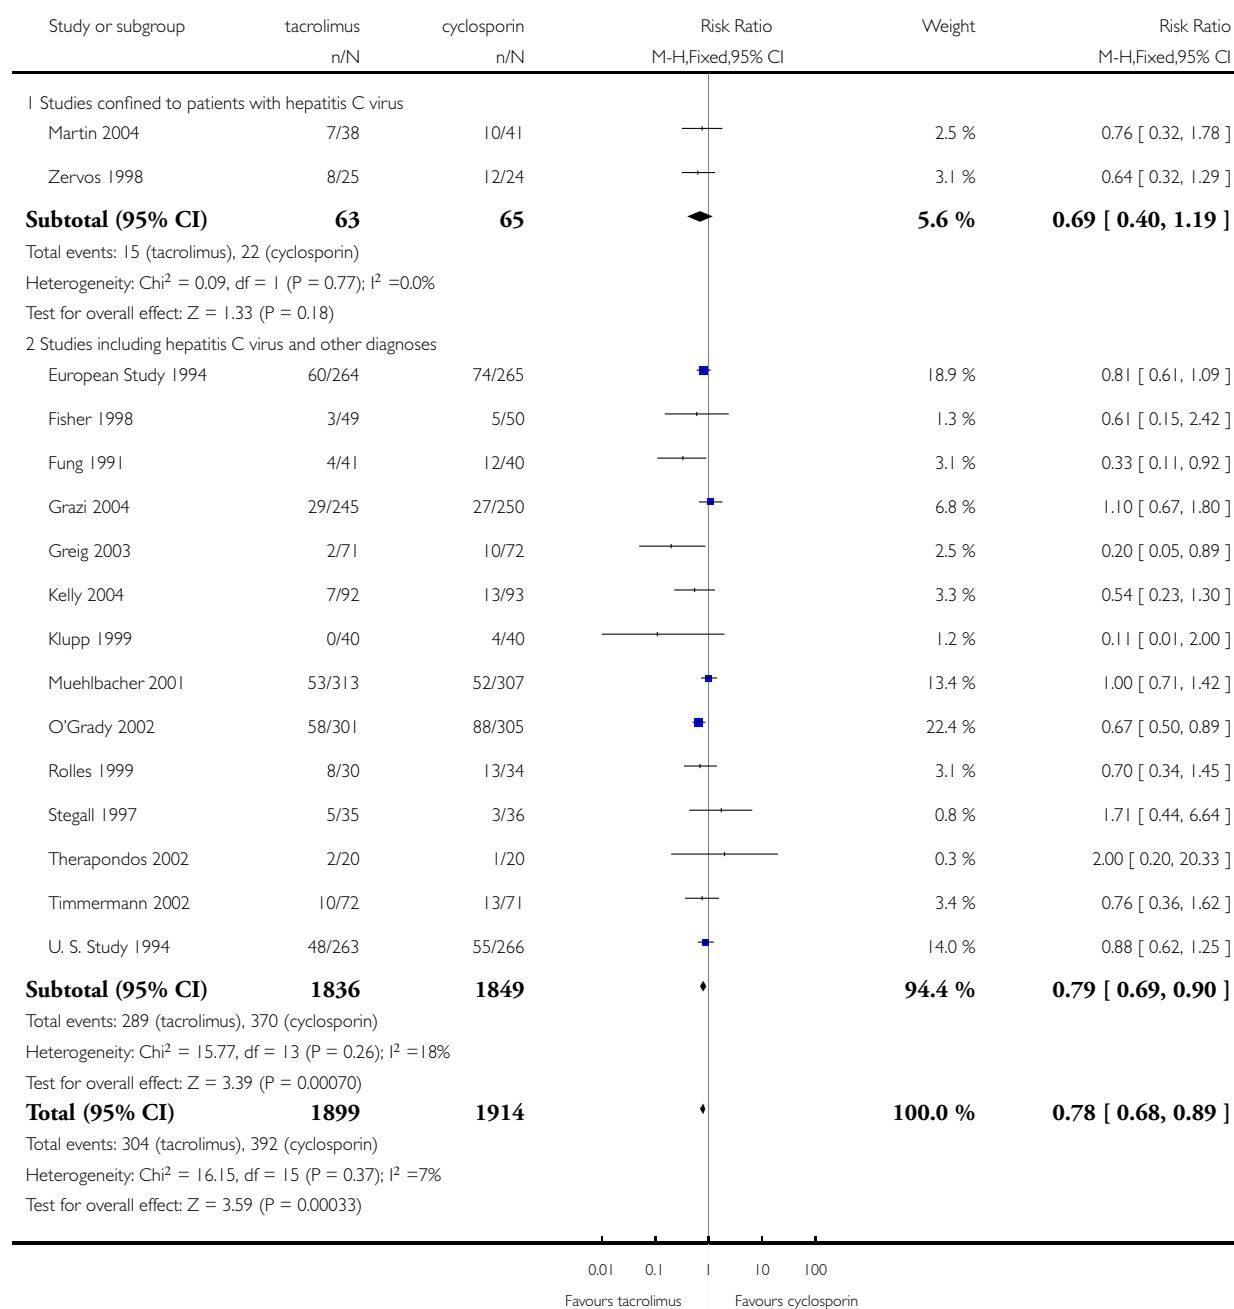 Study or subgroup tacrolimus cyclosporin Risk Ratio Weight Risk Ratio
n/N n/N M-H,Fixed,95% CI M-H,Fixed,95% CI
1 Studies confined to patients with hepatitis C virus
Martin 2004 7/38 10/41 2.5 % 0.76 [ 0.32, 1.78 ]
Zervos 1998 8/25 12/24 3.1 % 0.64 [ 0.32, 1.29 ]
Subtotal (95% CI) 63 65 5.6 % 0.69 [ 0.40, 1.19 ]
Total events: 15 (tacrolimus), 22 (cyclosporin)
Heterogeneity: Chi² = 0.09, df = 1 (P = 0.77); I² =0.0%
Test for overall effect: Z = 1.33 (P = 0.18)
2 Studies including hepatitis C virus and other diagnoses
European Study 1994 60/264 74/265 18.9 % 0.81 [ 0.61, 1.09 ]
Fisher 1998 3/49 5/50 1.3 % 0.61 [ 0.15, 2.42 ]
Fung 1991 4/41 12/40 3.1 % 0.33 [ 0.11, 0.92 ]
Grazi 2004 29/245 27/250 6.8 % 1.10 [ 0.67, 1.80 ]
Greig 2003 2/71 10/72 2.5 % 0.20 [ 0.05, 0.89 ]
Kelly 2004 7/92 13/93 3.3 % 0.54 [ 0.23, 1.30 ]
Klupp 1999 0/40 4/40 1.2 % 0.11 [ 0.01, 2.00 ]
Muehlbacher 2001 53/313 52/307 13.4 % 1.00 [ 0.71, 1.42 ]
O'Grady 2002 58/301 88/305 22.4 % 0.67 [ 0.50, 0.89 ]
Rolles 1999 8/30 13/34 3.1 % 0.70 [ 0.34, 1.45 ]
Stegall 1997 5/35 3/36 0.8 % 1.71 [ 0.44, 6.64 ]
Therapondos 2002 2/20 1/20 0.3 % 2.00 [ 0.20, 20.33 ]
Timmermann 2002 10/72 13/71 3.4 % 0.76 [ 0.36, 1.62 ]
U. S. Study 1994 48/263 55/266 14.0 % 0.88 [ 0.62, 1.25 ]
Subtotal (95% CI) 1836 1849 94.4 % 0.79 [ 0.69, 0.90 ]
Total events: 289 (tacrolimus), 370 (cyclosporin)
Heterogeneity: Chi² = 15.77, df = 13 (P = 0.26); I² =18%
Test for overall effect: Z = 3.39 (P = 0.00070)
Total (95% CI) 1899 1914 100.0 % 0.78 [ 0.68, 0.89 ]
Total events: 304 (tacrolimus), 392 (cyclosporin)
Heterogeneity: Chi² = 16.15, df = 15 (P = 0.37); I² =7%
Test for overall effect: Z = 3.59 (P = 0.00033)
0.01 0.1 1 10 100
Favours tacrolimus Favours cyclosporin